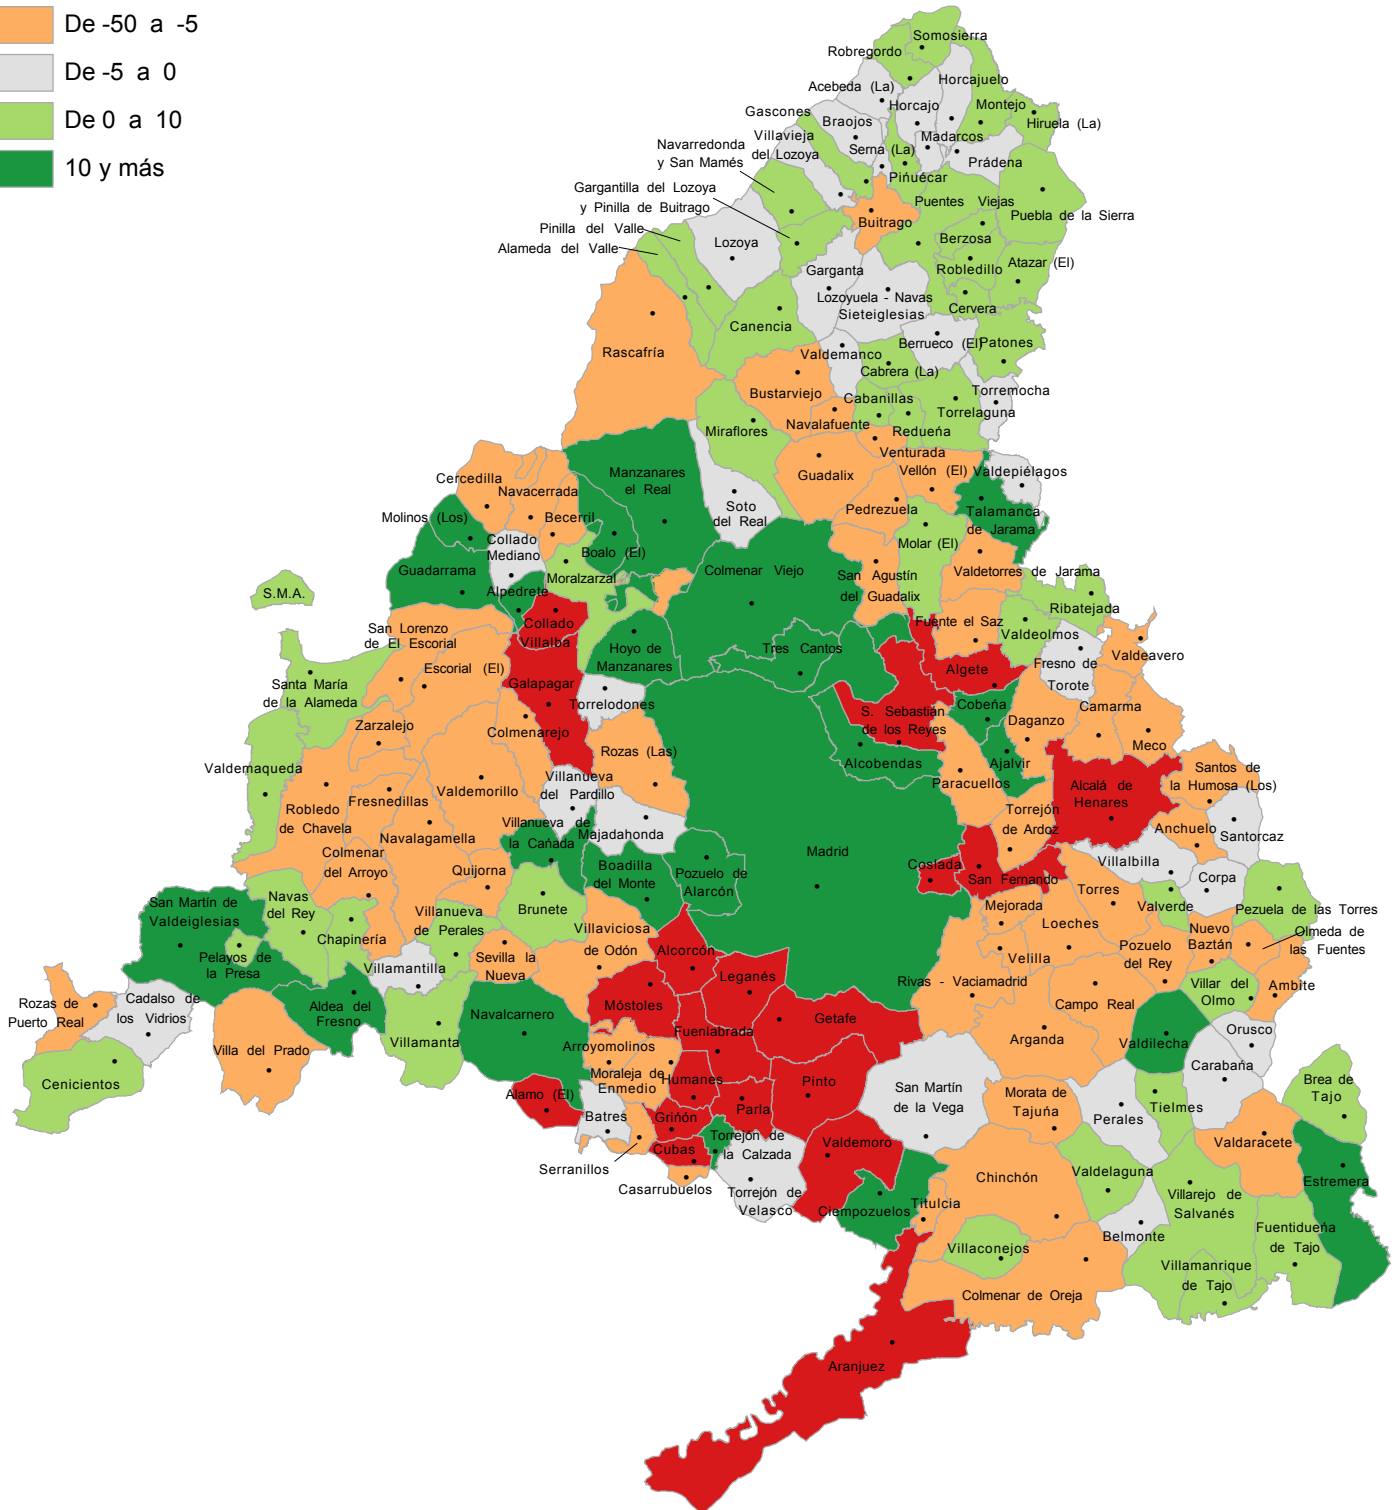 De -50 a -5
De -5 a 0
De 0 a 10
10 y más
Somosierra
Robregordo
Horcajuelo
Acebeda (La)
Horcajo
Montejo
Gascones
Braojos
Hiruela (La)
Villavieja
del Lozoya
Madarcos
Navarredonda
y San Mamés
Serna (La)
Prádena
Piñuécar
Gargantilla del Lozoya
y Pinilla de Buitrago
Puentes Viejas
Puebla de la Sierra
Buitrago
Pinilla del Valle
Alameda del Valle
Lozoya
Berzosa
Garganta
Robledillo
Atazar (El)
Lozoyuela - Navas
Sieteiglesias
Cervera
Canencia
Berrueco (El)
Patones
Rascafría
Valdemanco
Cabrera (La)
Bustarviejo
Torremocha
Cabanillas
Torrelaguna
Navalafuente
Redueña
Miraflores
Venturada
Guadalix
Vellón (El)
Valdepiélagos
Cercedilla
Manzanares
el Real
Navacerrada
Soto
del Real
Pedrezuela
Talamanca
de Jarama
Molinos (Los)
Becerril
Collado
Mediano
Boalo (El)
Molar (El)
Guadarrama
Moralzarzal
Colmenar Viejo
San Agustín
del Guadalix
Valdetorres de Jarama
S.M.A.
Alpedrete
Ribatejada
Collado
Villalba
Fuente el Saz
San Lorenzo
de El Escorial
Valdeolmos
Hoyo de
Manzanares
Tres Cantos
Valdeavero
Escorial (El)
Algete
Fresno de
Torote
Santa María
de la Alameda
Galapagar
Torrelodones
Cobeña
Camarma
S. Sebastián
de los Reyes
Daganzo
Zarzalejo
Colmenarejo
Meco
Rozas (Las)
Alcobendas
Ajalvir
Valdemaqueda
Villanueva
del Pardillo
Paracuellos
Alcalá de
Henares
Santos de
la Humosa (Los)
Robledo
de Chavela
Fresnedillas
Valdemorillo
Torrejón
de Ardoz
Navalagamella
Villanueva de
la Cañada
Majadahonda
Anchuelo
Santorcaz
Colmenar
del Arroyo
Madrid
Villalbilla
Quijorna
Boadilla
del Monte
Pozuelo de
Alarcón
Coslada
San Fernando
Corpa
San Martín de
Valdeiglesias
Navas
del Rey
Torres
Villanueva
de Perales
Brunete
Mejorada
Valverde
Pezuela de las Torres
Chapinería
Villaviciosa
de Odón
Loeches
Nuevo
Baztán
Olmeda de
las Fuentes
Pelayos de
la Presa
Alcorcón
Velilla
Pozuelo
del Rey
Sevilla la
Nueva
Villamantilla
Leganés
Rivas - Vaciamadrid
Villar del
Olmo
Ambite
Rozas de
Puerto Real
Cadalso de
los Vidrios
Aldea del
Fresno
Móstoles
Campo Real
Navalcarnero
Getafe
Fuenlabrada
Orusco
Arganda
Valdilecha
Villamanta
Villa del Prado
Arroyomolinos
Carabaña
Cenicientos
Moraleja de
Enmedio
Humanes
Pinto
San Martín
de la Vega
Brea de
Tajo
Morata de
Tajuña
Alamo (El)
Parla
Tielmes
Batres
Griñón
Perales
Torrejón de
la Calzada
Valdemoro
Valdaracete
Cubas
Serranillos
Chinchón
Valdelaguna
Casarrubuelos
Estremera
Torrejón de
Velasco
Villarejo de
Salvanés
Ciempozuelos
Titulcia
Belmonte
Fuentidueña
de Tajo
Villaconejos
Villamanrique
de Tajo
Colmenar de Oreja
Aranjuez